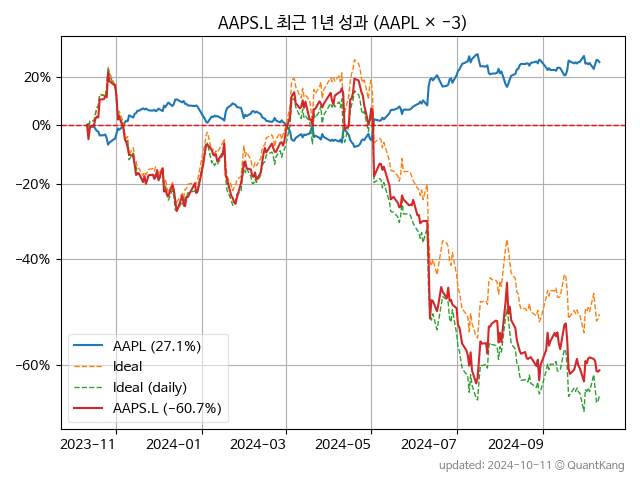 AAPS.L 최근 1년 성과 (AAPL × −3)
20%
0%
−20%
−40%
−60%
AAPL (27.1%)
Ideal
Ideal (daily)
AAPS.L (−60.7%)
2023−11
2024−01
2024−03
2024−05
2024−07
2024−09
updated: 2024-10-11 © QuantKang